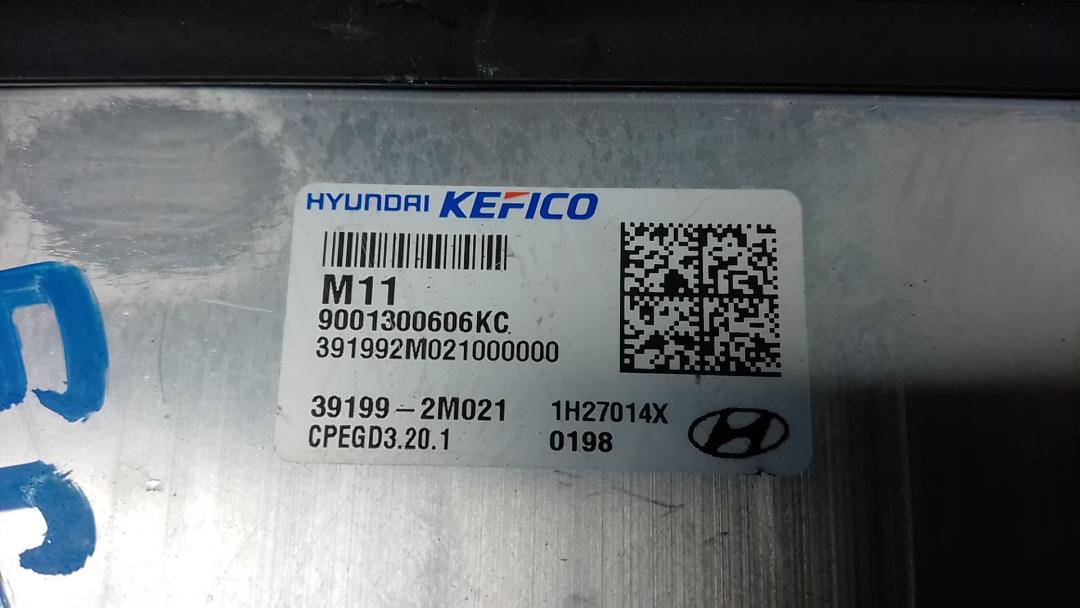 HYUNDAI KEFICO
M11
9001300606KC
391992M021000000
39199-2M021 1H27014X
CPEGD3.20.1 0198